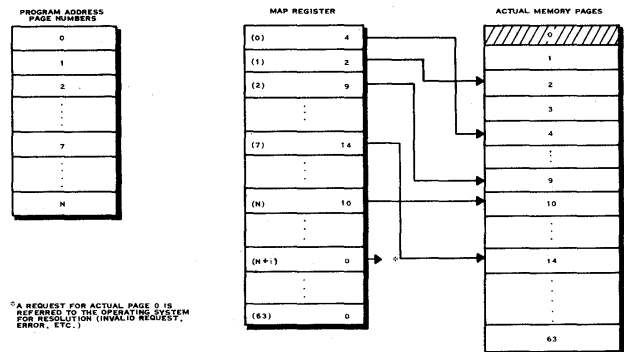 PROGRAM ADDRESS
PAGE NUMBERS
0
1
2
7
N
MAP REGISTER
(0) 4
(1) 2
(2) 9
(7) 14
(N) 10
(N+i) 0 *
(63) 0
ACTUAL MEMORY PAGES
0
1
2
3
4
9
10
14
63
*A REQUEST FOR ACTUAL PAGE 0 IS
REFERRED TO THE OPERATING SYSTEM
FOR RESOLUTION (INVALID REQUEST,
ERROR, ETC.)